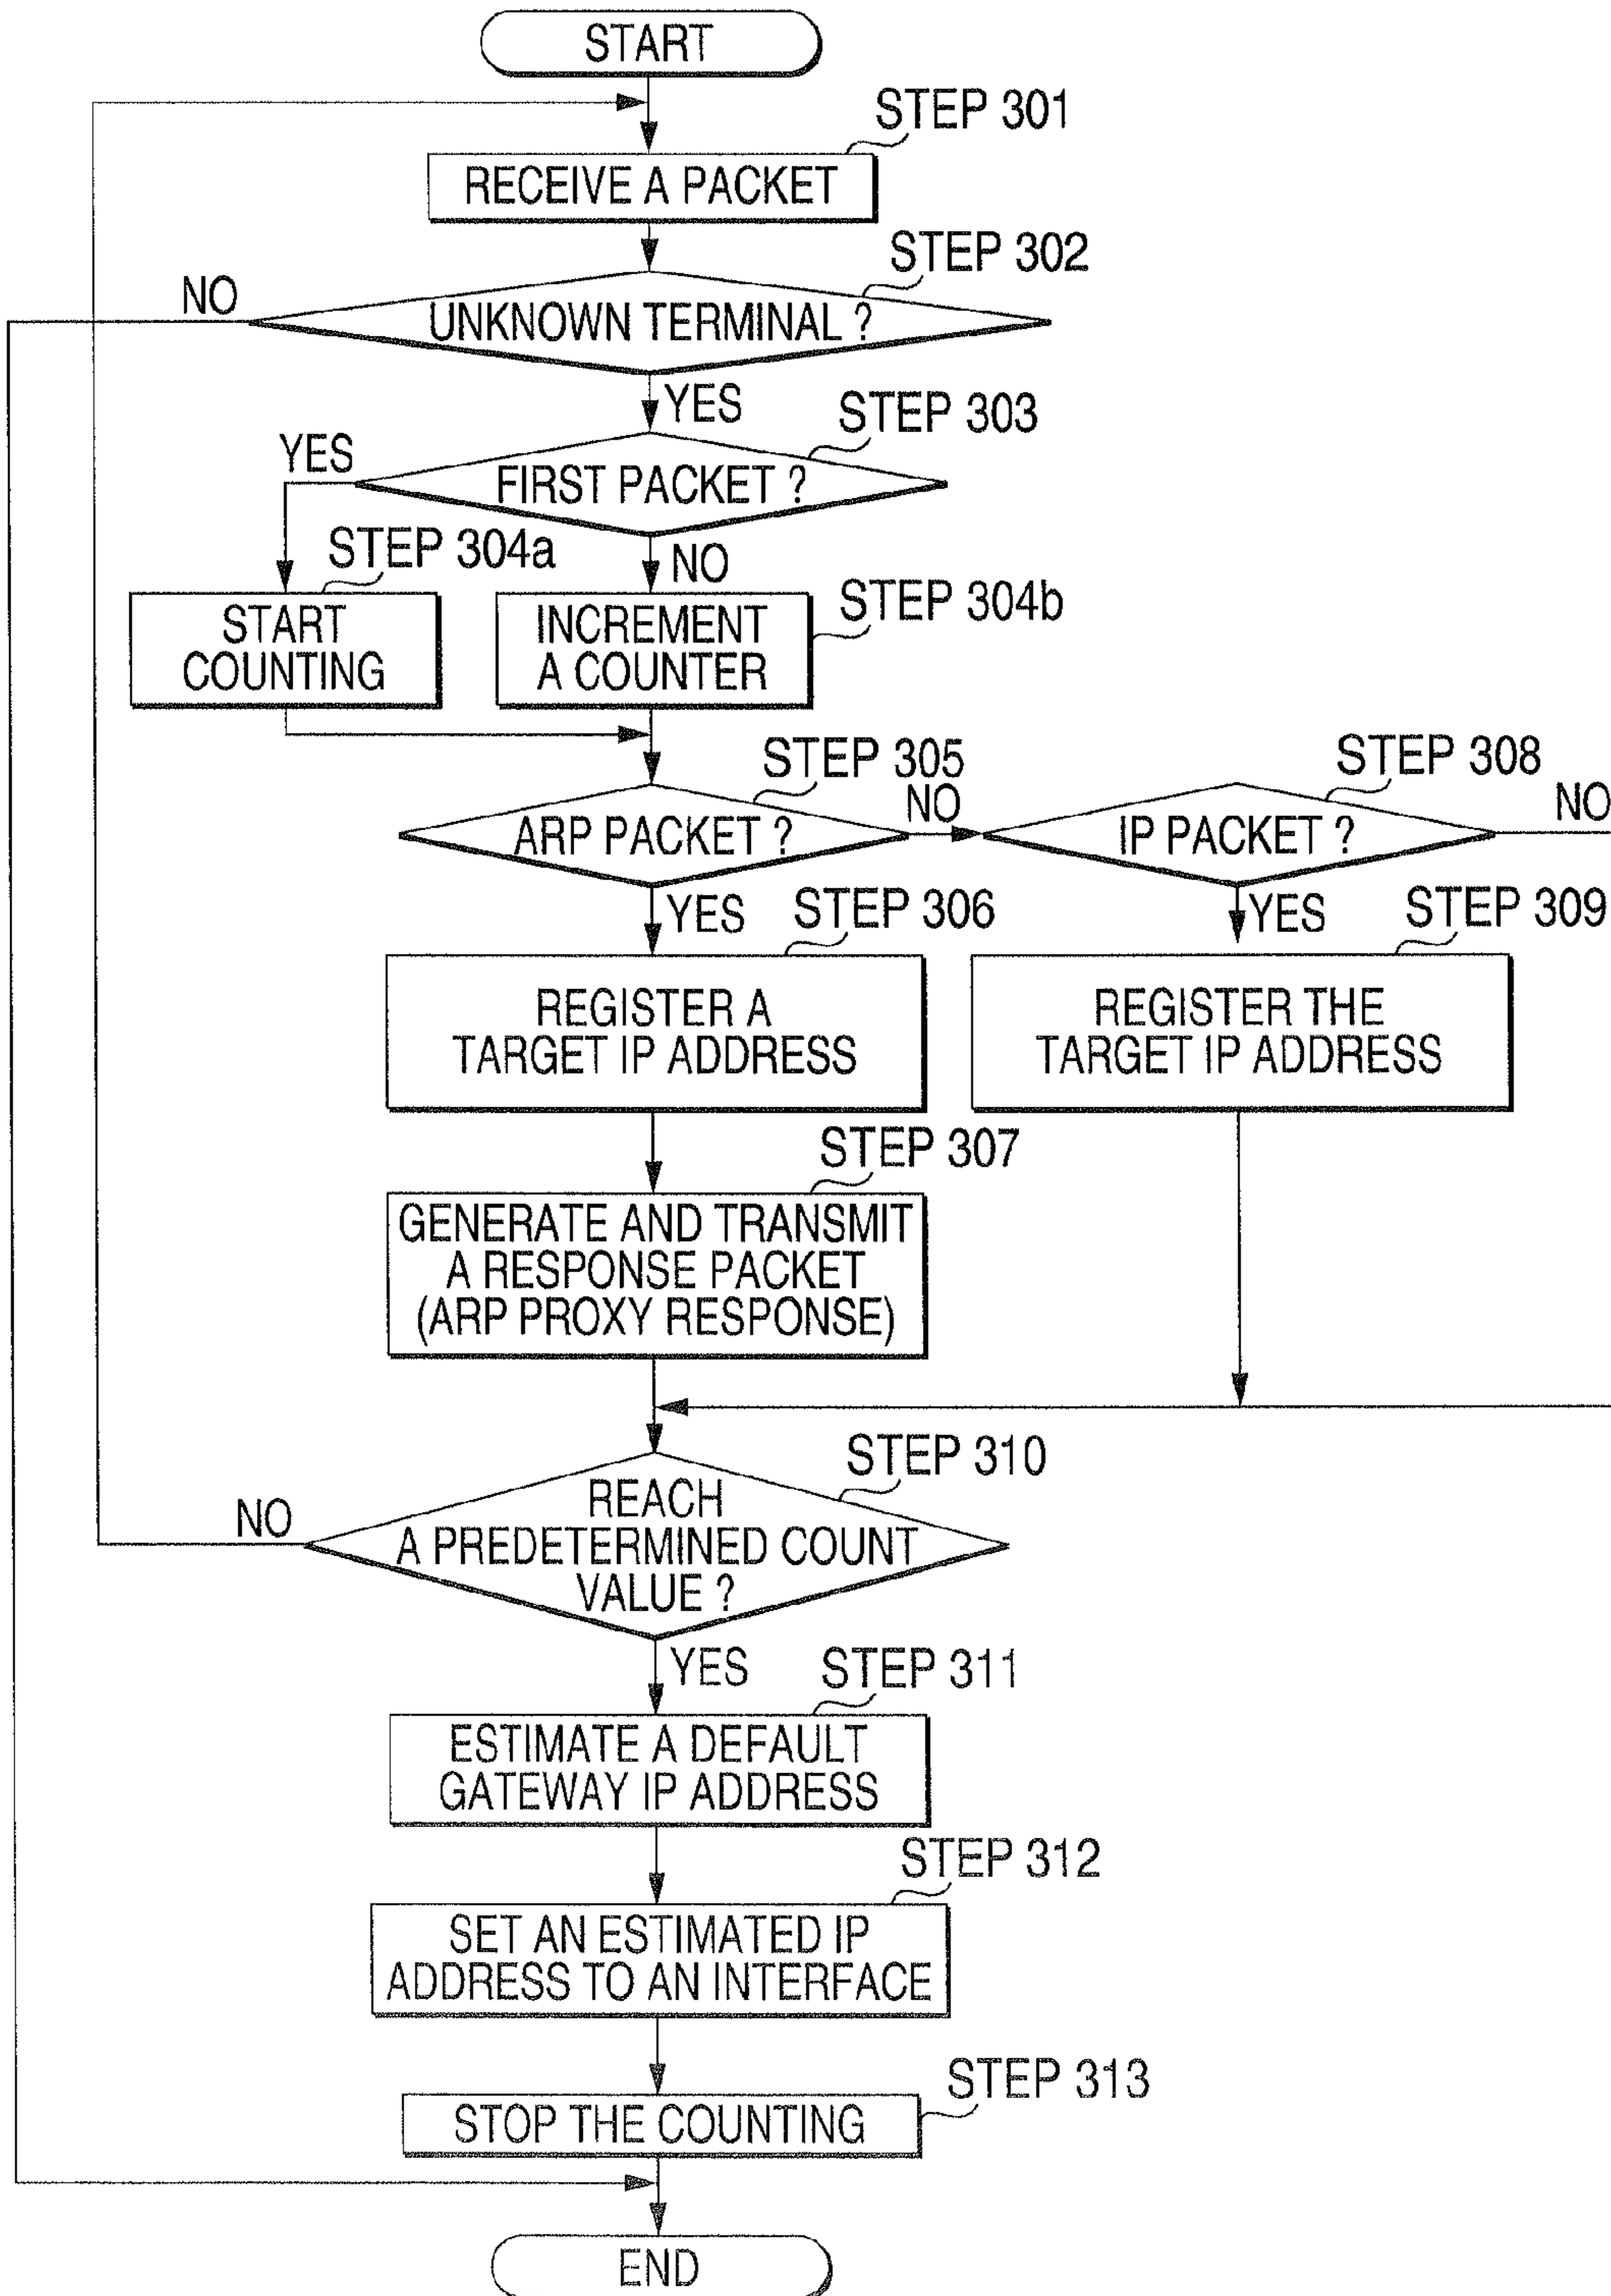 START
STEP 301
RECEIVE A PACKET
STEP 302
NO
UNKNOWN TERMINAL ?
YES
STEP 303
YES
FIRST PACKET ?
STEP 304a
NO
STEP 304b
START
COUNTING
INCREMENT
A COUNTER
STEP 305
NO
STEP 308
NO
ARP PACKET ?
IP PACKET ?
YES
STEP 306
YES
STEP 309
REGISTER A
TARGET IP ADDRESS
REGISTER THE
TARGET IP ADDRESS
STEP 307
GENERATE AND TRANSMIT
A RESPONSE PACKET
(ARP PROXY RESPONSE)
STEP 310
NO
REACH
A PREDETERMINED COUNT
VALUE ?
YES
STEP 311
ESTIMATE A DEFAULT
GATEWAY IP ADDRESS
STEP 312
SET AN ESTIMATED IP
ADDRESS TO AN INTERFACE
STEP 313
STOP THE COUNTING
END